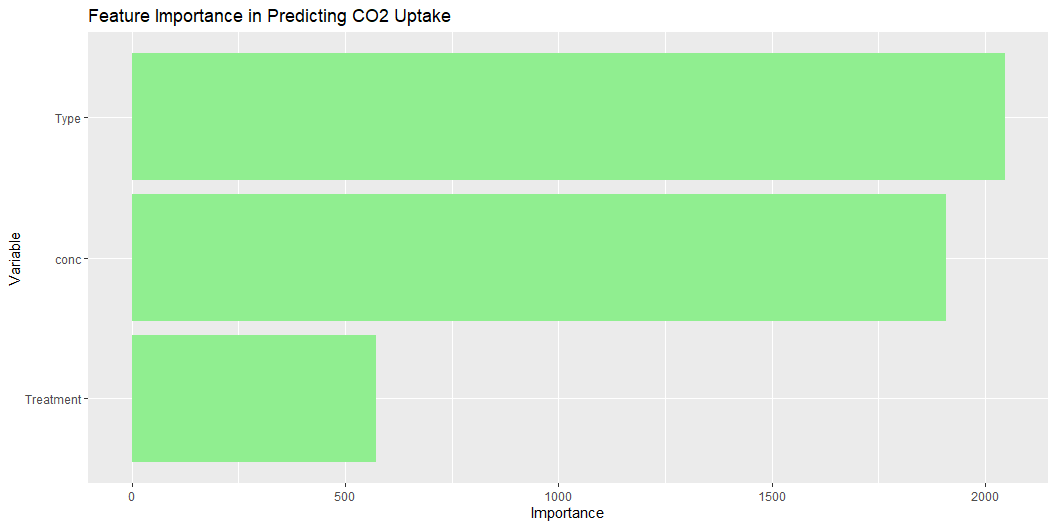 Feature Importance in Predicting CO2 Uptake
Variable
Type
conc
Treatment
0 500 1000 1500 2000
Importance